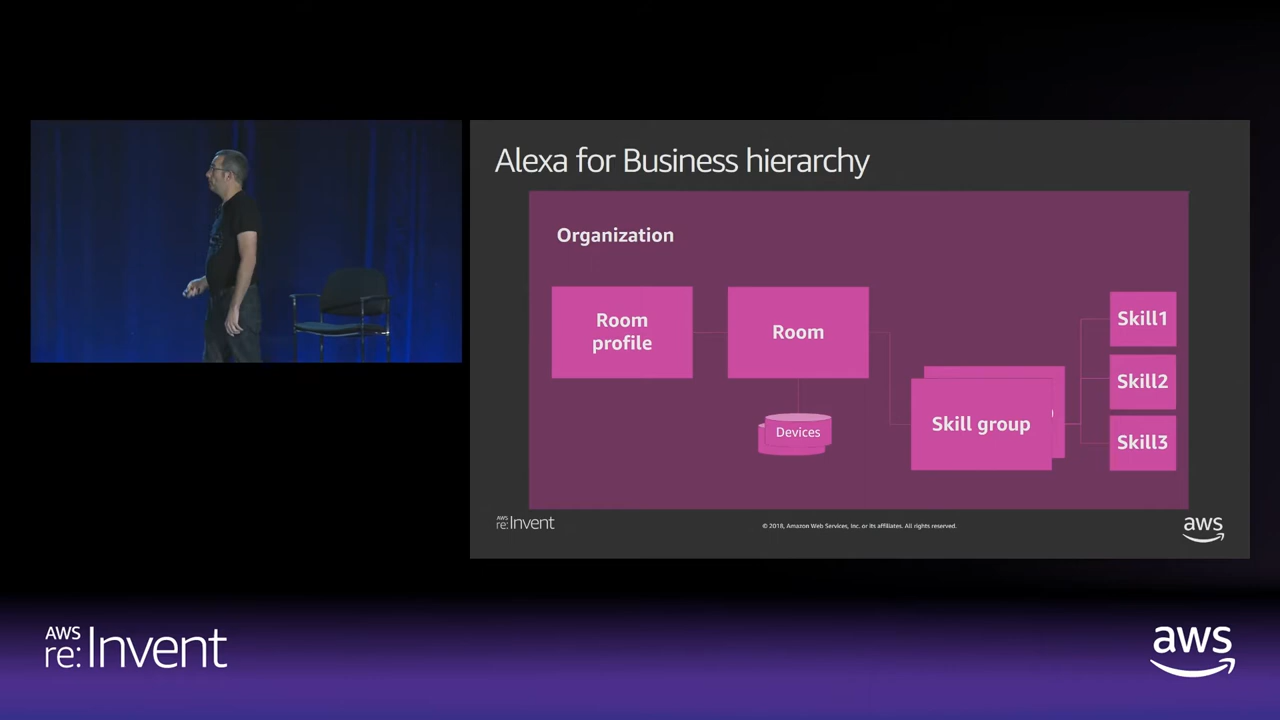 Alexa for Business hierarchy
Organization
Room
profile
Room
Devices
Skill group
Skill1
Skill2
Skill3
AWS
re:Invent
© 2018, Amazon Web Services, Inc. or its affiliates. All rights reserved.
aws
AWS
re:Invent
aws